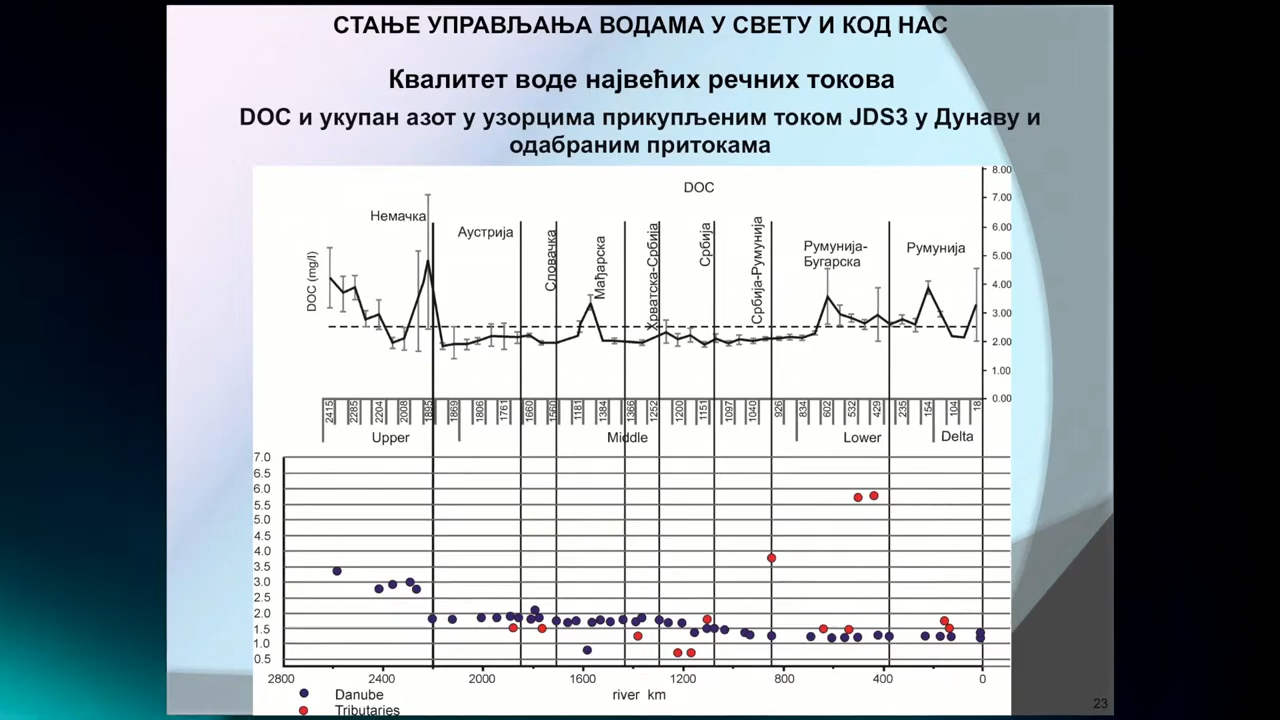 СТАЊЕ УПРАВЉАЊА ВОДАМА У СВЕТУ И КОД НАС
Квалитет воде највећих речних токова
DOC и укупан азот у узорцима прикупљеним током JDS3 у Дунаву и
одабраним притокама
DOC
8.00
7.00
6.00
5.00
4.00
3.00
2.00
1.00
0.00
DOC (mg/l)
Немачка
Аустрија
Словачка
Мађарска
Хрватска-Србија
Србија
Србија-Румунија
Румунија-
Бугарска
Румунија
2415 2285 2204 2008 1895 1869 1806 1761 1660 1560 1181 1384 1366 1252 1200 1151 1097 1040 926 834 602 532 429 235 154 104 18
Upper Middle Lower Delta
7.0
6.5
6.0
5.5
5.0
4.5
4.0
3.5
3.0
2.5
2.0
1.5
1.0
0.5
2800 2400 2000 1600 1200 800 400 0
river km
Danube
Tributaries
23